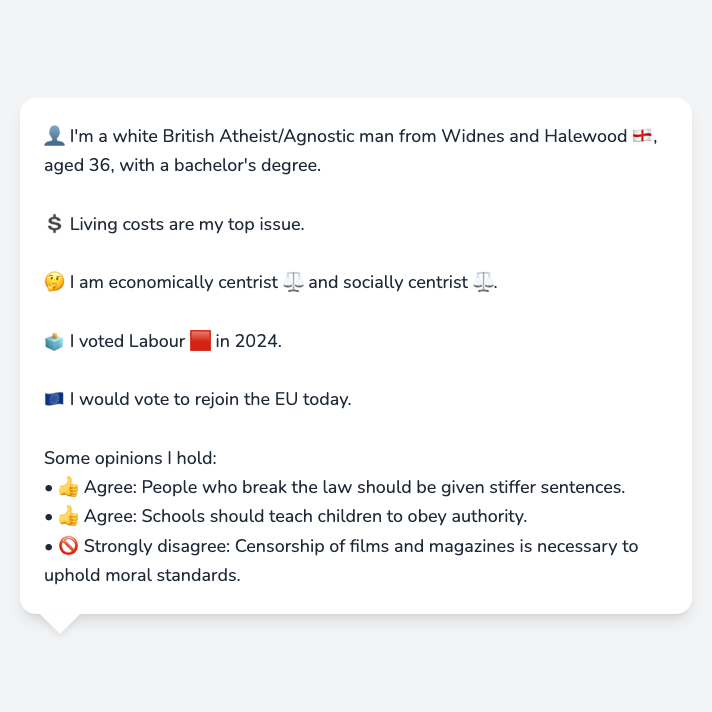 👤 I'm a white British Atheist/Agnostic man from Widnes and Halewood 🏴󠁧󠁢󠁥󠁮󠁧󠁿,
aged 36, with a bachelor's degree.
💲 Living costs are my top issue.
🤔 I am economically centrist ⚖️ and socially centrist ⚖️.
🗳️ I voted Labour 🟥 in 2024.
🇪🇺 I would vote to rejoin the EU today.
Some opinions I hold:
• 👍 Agree: People who break the law should be given stiffer sentences.
• 👍 Agree: Schools should teach children to obey authority.
• 🚫 Strongly disagree: Censorship of films and magazines is necessary to
uphold moral standards.